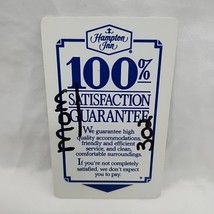 Hampton
Inn
100%
SATISFACTION
GUARANTEE
We guarantee high
quality accommodations,
friendly and efficient
service, and clean,
comfortable surroundings.
If you're not completely
satisfied, we don't expect
you to pay.
MOM
302